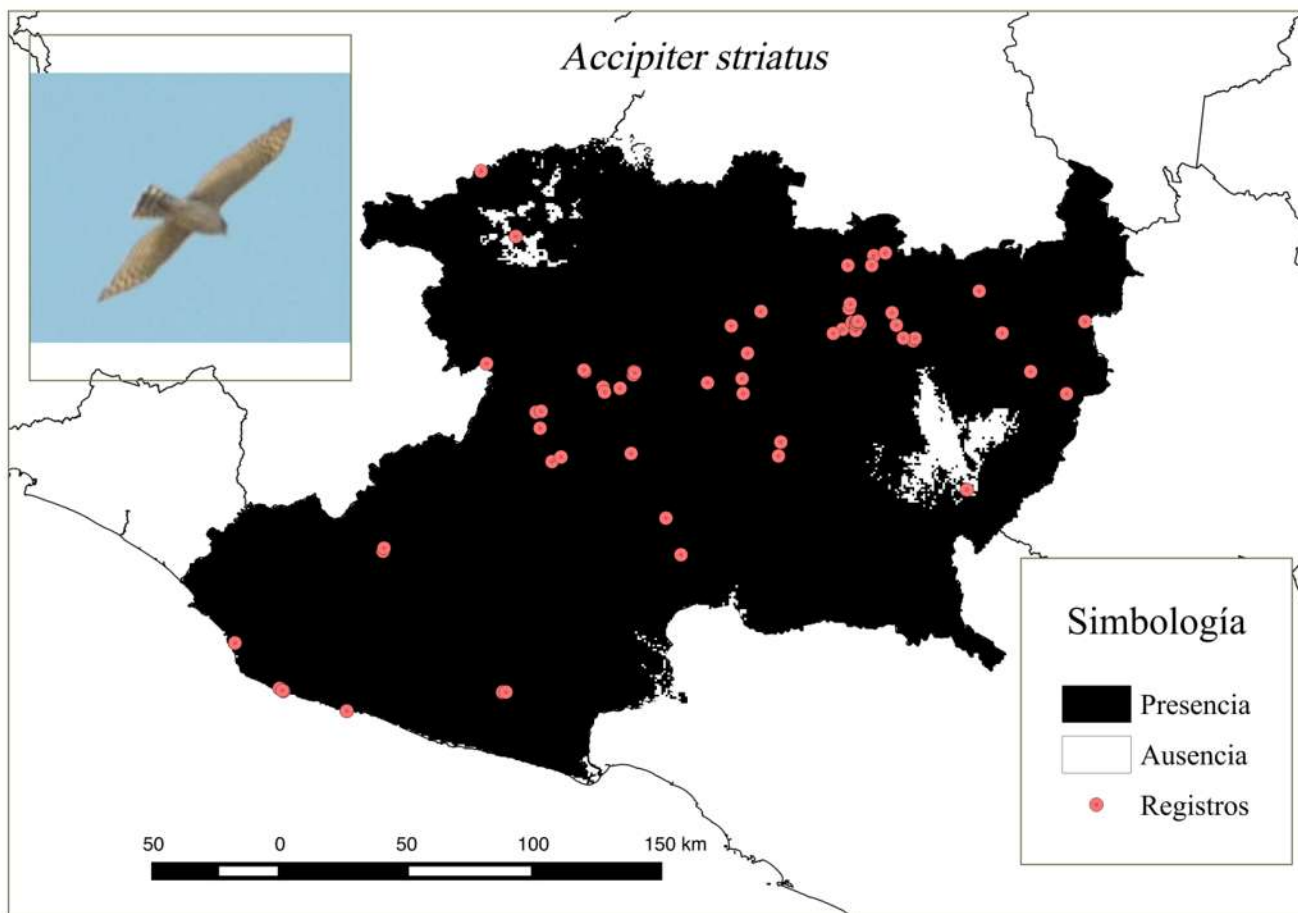 Accipiter striatus
Simbología
Presencia
Ausencia
Registros
50 0 50 100 150 km